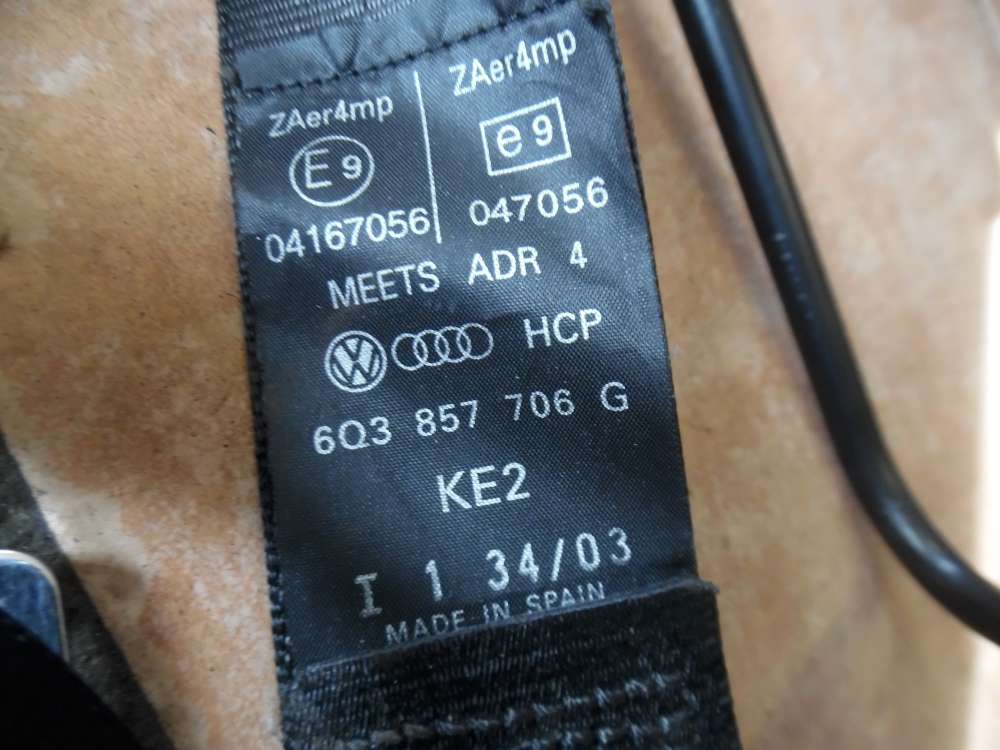 ZAer4mp ZAer4mp
E9 e9
04167056 047056
MEETS ADR 4
VW HCP
6Q3 857 706 G
KE2
I 1 34/03
MADE IN SPAIN